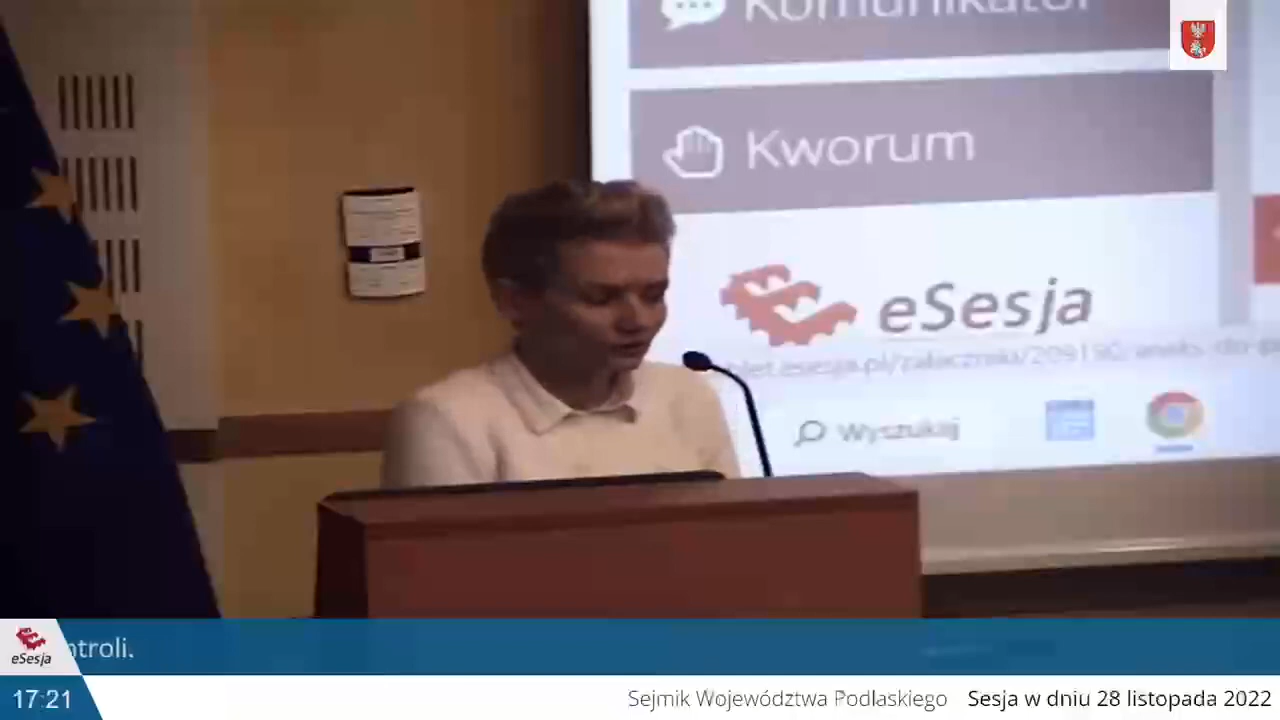 Komunikator
Kworum
eSesja
Wyszukaj
ntroli.
eSesja
17:21
Sejmik Województwa Podlaskiego
Sesja w dniu 28 listopada 2022